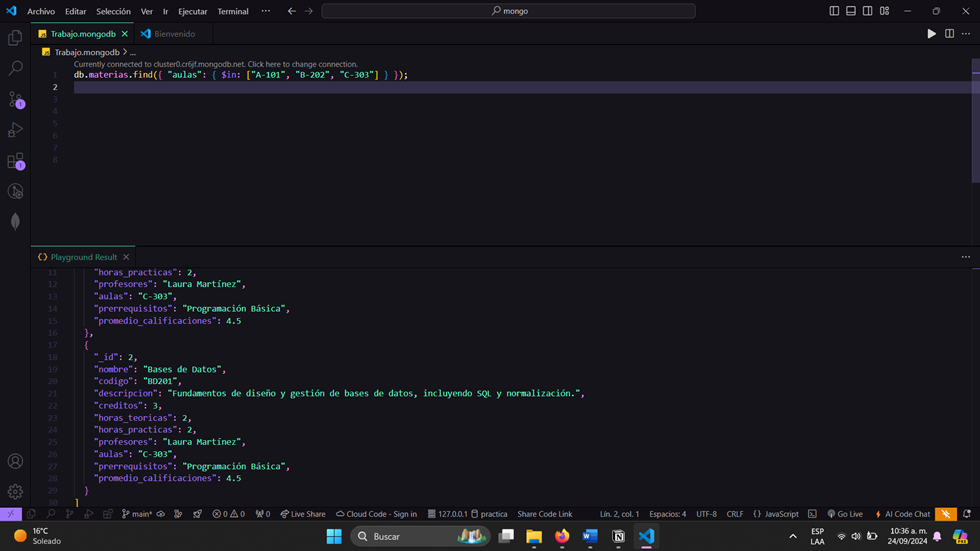 Archivo Editar Selección Ver Ir Ejecutar Terminal ··· mongo
Trabajo.mongodb Bienvenido
Trabajo.mongodb > ...
Currently connected to cluster0.cr6ijf.mongodb.net. Click here to change connection.
1 db.materias.find({ "aulas": { $in: ["A-101", "B-202", "C-303"] } });
2
3
4
5
6
7
8
1
1
Playground Result
11 "horas_practicas": 2,
12 "profesores": "Laura Martínez",
13 "aulas": "C-303",
14 "prerrequisitos": "Programación Básica",
15 "promedio_calificaciones": 4.5
16 },
17 {
18 "_id": 2,
19 "nombre": "Bases de Datos",
20 "codigo": "BD201",
21 "descripcion": "Fundamentos de diseño y gestión de bases de datos, incluyendo SQL y normalización.",
22 "creditos": 3,
23 "horas_teoricas": 2,
24 "horas_practicas": 2,
25 "profesores": "Laura Martínez",
26 "aulas": "C-303",
27 "prerrequisitos": "Programación Básica",
28 "promedio_calificaciones": 4.5
29 }
30 ]
main* 0 0 0 Live Share Cloud Code - Sign in 127.0.0.1 practica Share Code Link Lín. 2, col. 1 Espacios: 4 UTF-8 CRLF {} JavaScript Go Live AI Code Chat
16°C
Soleado
Buscar
ESP
LAA
10:36 a. m.
24/09/2024